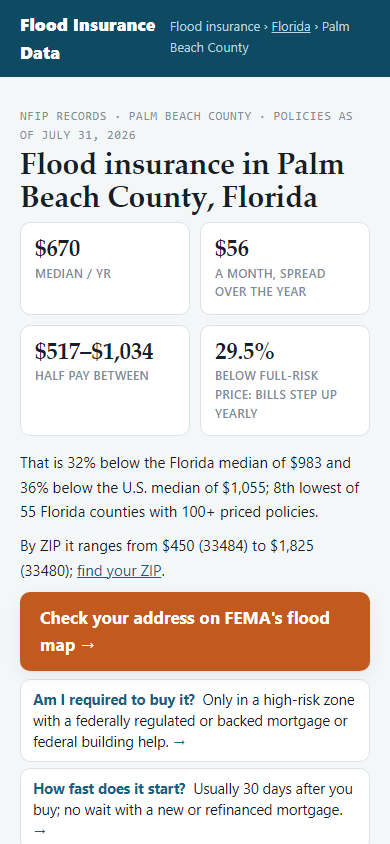 Flood Insurance Data
Flood insurance › Florida › Palm Beach County
NFIP RECORDS · PALM BEACH COUNTY · POLICIES AS
OF JULY 31, 2026
Flood insurance in Palm
Beach County, Florida
$670
MEDIAN / YR
$56
A MONTH, SPREAD
OVER THE YEAR
$517–$1,034
HALF PAY BETWEEN
29.5%
BELOW FULL-RISK
PRICE: BILLS STEP UP
YEARLY
That is 32% below the Florida median of $983 and
36% below the U.S. median of $1,055; 8th lowest of
55 Florida counties with 100+ priced policies.
By ZIP it ranges from $450 (33484) to $1,825
(33480); find your ZIP.
Check your address on FEMA's flood
map →
Am I required to buy it? Only in a high-risk zone
with a federally regulated or backed mortgage or
federal building help. →
How fast does it start? Usually 30 days after you
buy; no wait with a new or refinanced mortgage.
→